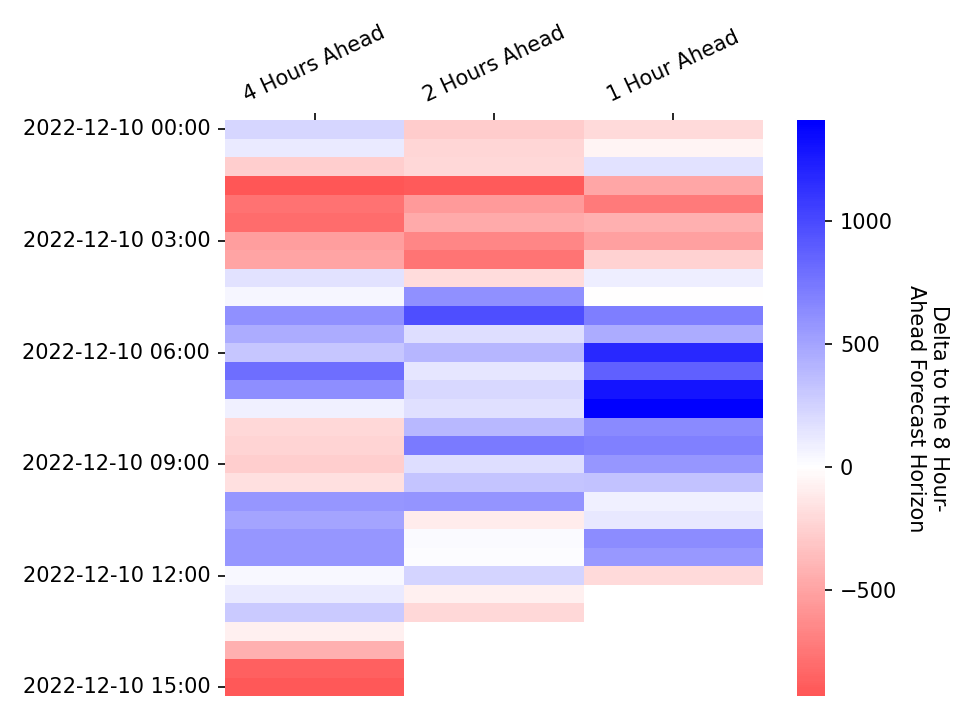 4 Hours Ahead
2 Hours Ahead
1 Hour Ahead
2022-12-10 00:00
2022-12-10 03:00
2022-12-10 06:00
2022-12-10 09:00
2022-12-10 12:00
2022-12-10 15:00
1000
500
0
−500
Delta to the 8 Hour-
Ahead Forecast Horizon